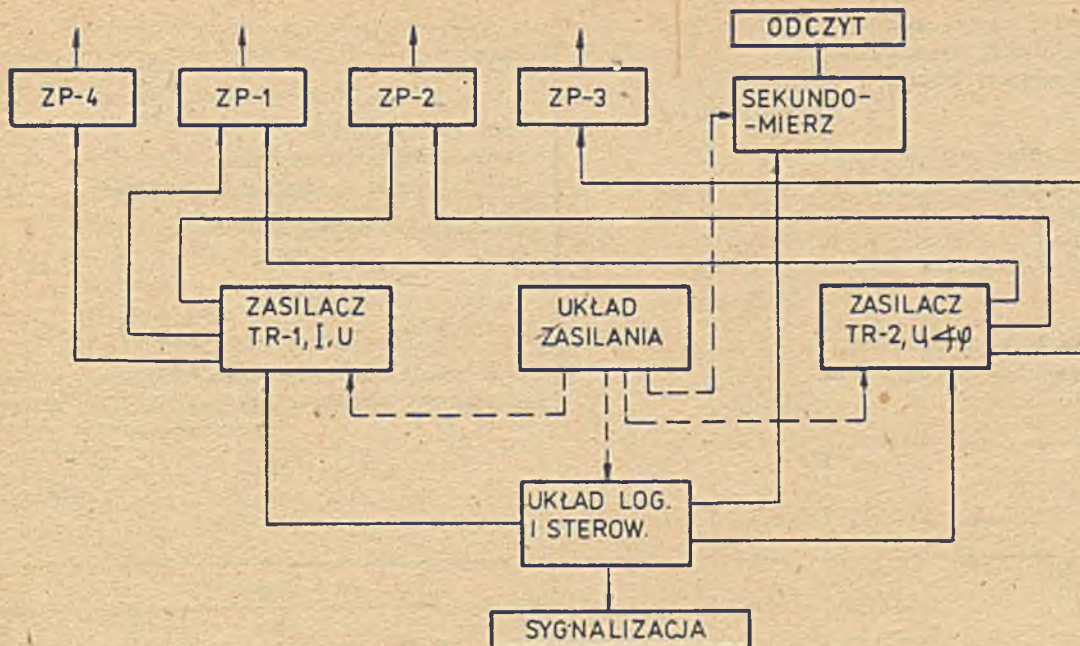 ODCZYT
ZP-4
ZP-1
ZP-2
ZP-3
SEKUNDO-
-MIERZ
ZASILACZ
TR-1, I, U
UKŁAD
ZASILANIA
ZASILACZ
TR-2, U∢φ
UKŁAD LOG.
I STEROW.
SYGNALIZACJA